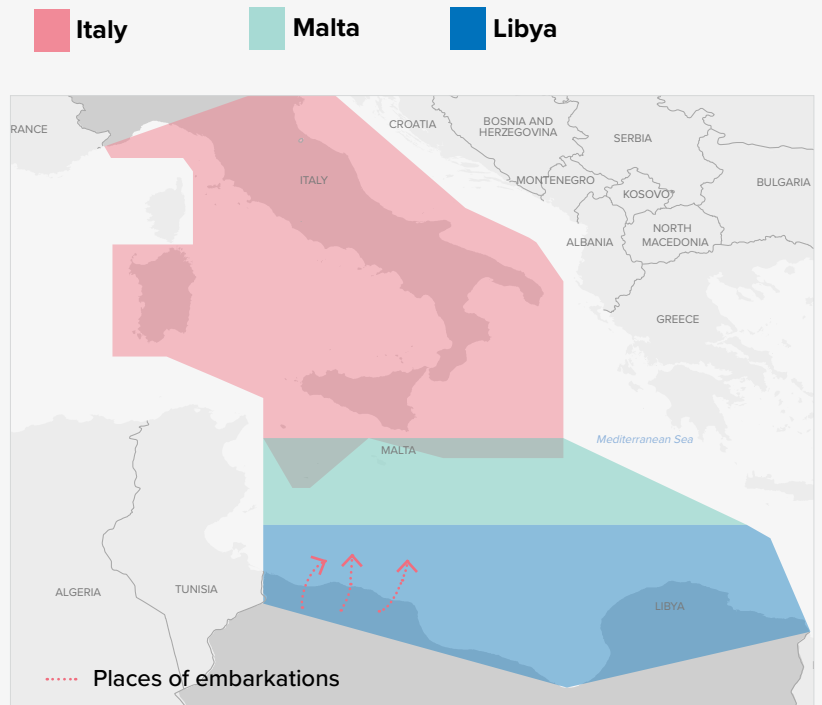 Italy
Malta
Libya
RANCE
CROATIA
BOSNIA AND
HERZEGOVINA
SERBIA
ITALY
MONTENEGRO
KOSOVO*
BULGARIA
NORTH
MACEDONIA
ALBANIA
GREECE
Mediterranean Sea
MALTA
ALGERIA
TUNISIA
LIBYA
Places of embarkations